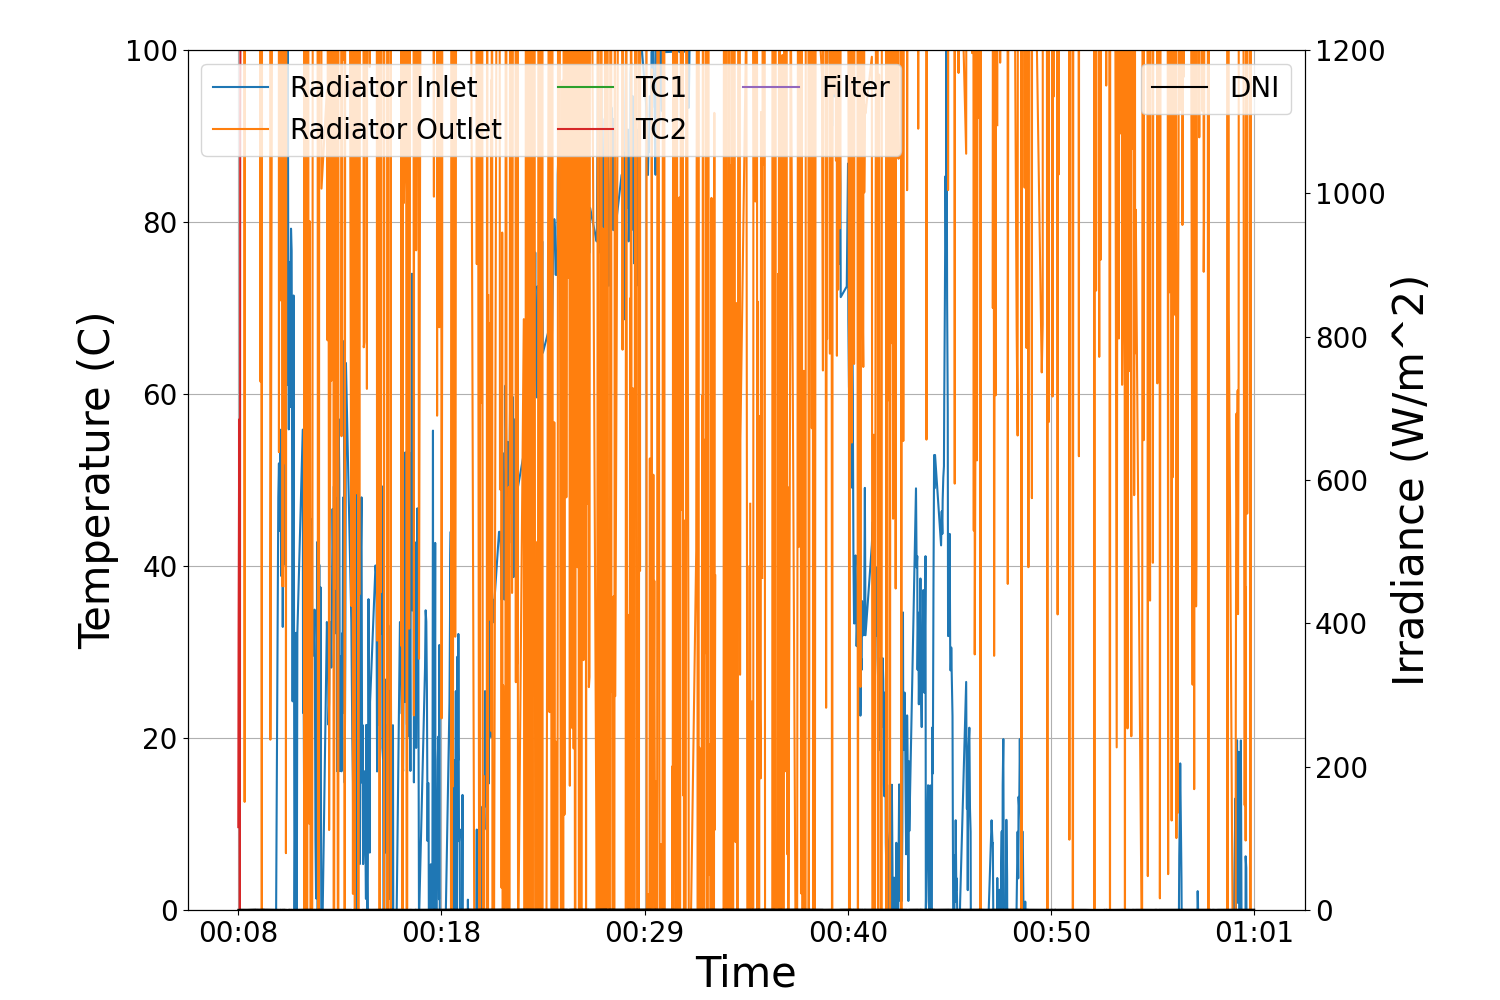 Radiator Inlet
Radiator Outlet
TC1
TC2
Filter
DNI
Temperature (C)
100
80
60
40
20
0
Irradiance (W/m^2)
1200
1000
800
600
400
200
0
00:08
00:18
00:29
00:40
00:50
01:01
Time